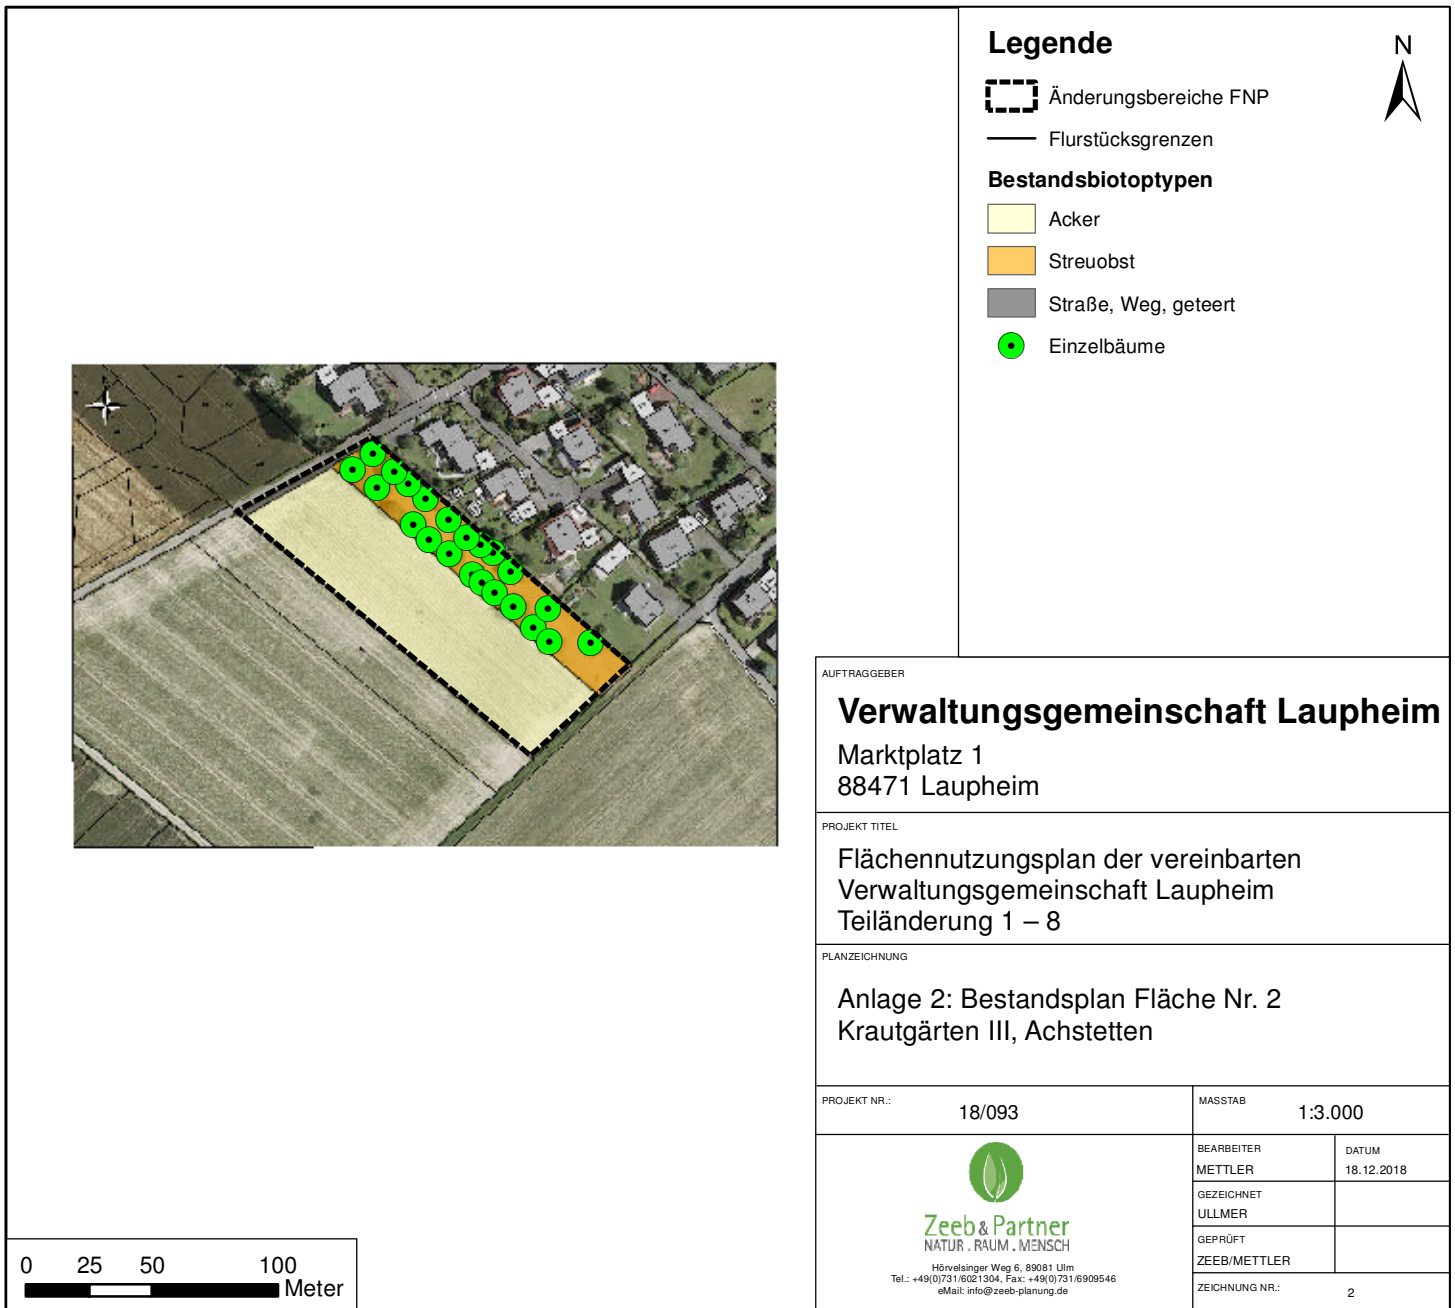 Legende
N
Änderungsbereiche FNP
Flurstücksgrenzen
Bestandsbiotoptypen
Acker
Streuobst
Straße, Weg, geteert
Einzelbäume
AUFTRAGGEBER
Verwaltungsgemeinschaft Laupheim
Marktplatz 1
88471 Laupheim
PROJEKT TITEL
Flächennutzungsplan der vereinbarten
Verwaltungsgemeinschaft Laupheim
Teiländerung 1 – 8
PLANZEICHNUNG
Anlage 2: Bestandsplan Fläche Nr. 2
Krautgärten III, Achstetten
PROJEKT NR.:
18/093
MASSTAB
1:3.000
BEARBEITER
METTLER
DATUM
18.12.2018
GEZEICHNET
ULLMER
GEPRÜFT
ZEEB/METTLER
ZEICHNUNG NR.:
2
Zeeb & Partner
NATUR . RAUM . MENSCH
Hörvelsinger Weg 6, 89081 Ulm
Tel.: +49(0)731/6021304, Fax: +49(0)731/6909546
eMail: info@zeeb-planung.de
0 25 50 100
Meter